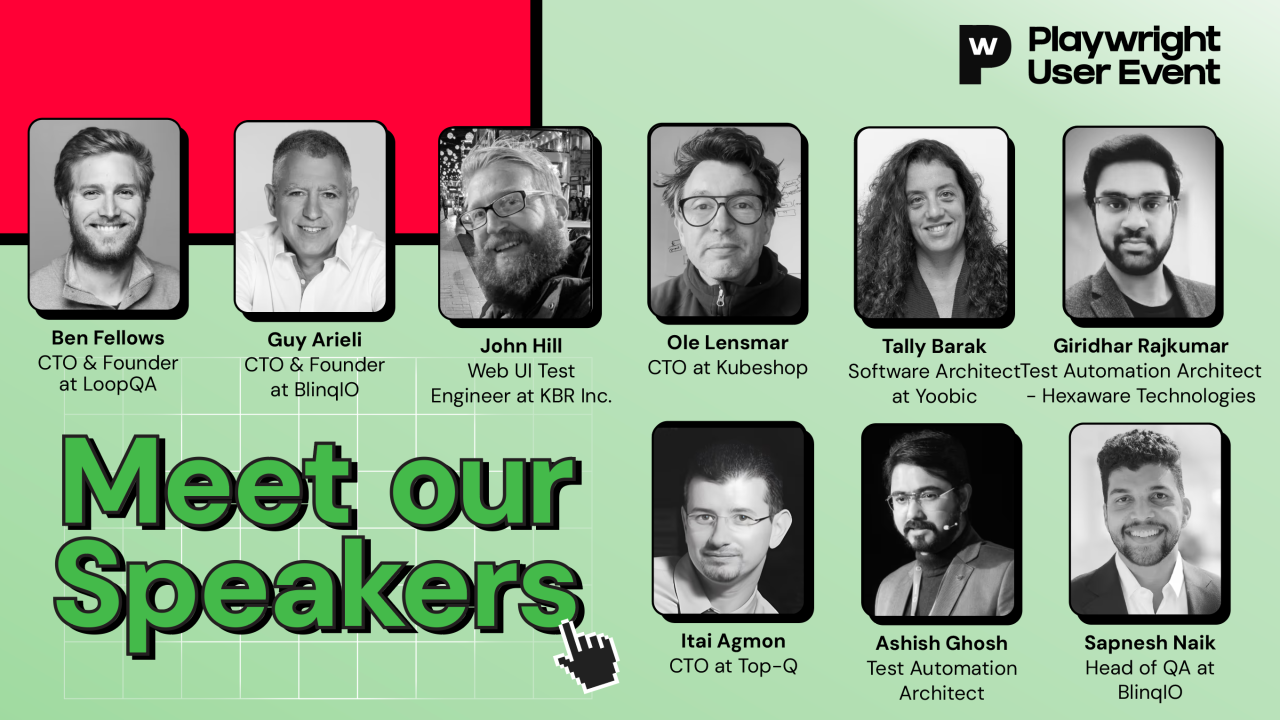 W
Playwright
User Event
Ben Fellows
CTO & Founder
at LoopQA
Guy Arieli
CTO & Founder
at BlinqIO
John Hill
Web UI Test
Engineer at KBR Inc.
Ole Lensmar
CTO at Kubeshop
Tally Barak
Software Architect
at Yoobic
Giridhar Rajkumar
Test Automation Architect
- Hexaware Technologies
Meet our
Speakers
Itai Agmon
CTO at Top-Q
Ashish Ghosh
Test Automation
Architect
Sapnesh Naik
Head of QA at
BlinqIO